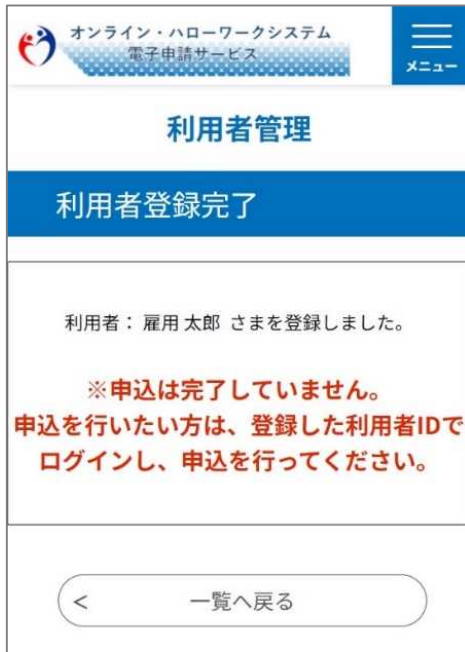 オンライン・ハローワークシステム
電子申請サービス
メニュー
利用者管理
利用者登録完了
利用者： 雇用 太郎 さまを登録しました。
※申込は完了していません。
申込を行いたい方は、登録した利用者IDで
ログインし、申込を行ってください。
< 一覧へ戻る